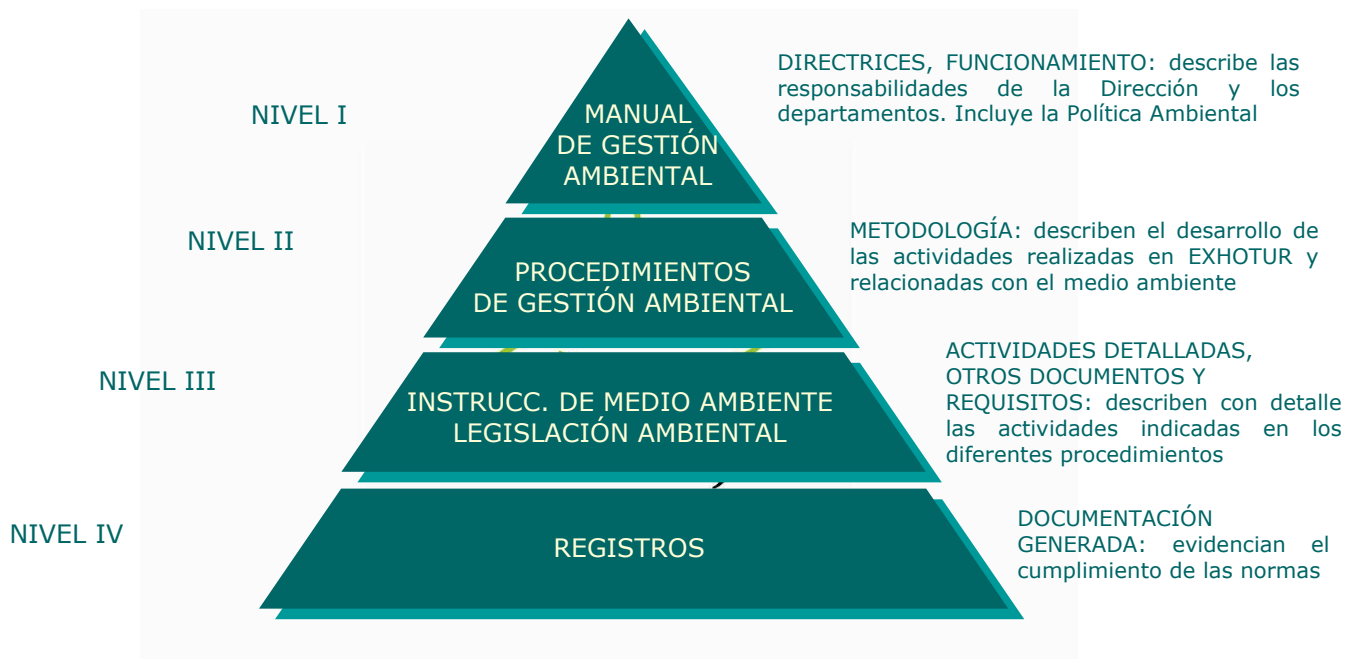 NIVEL I
MANUAL
DE GESTIÓN
AMBIENTAL
DIRECTRICES, FUNCIONAMIENTO: describe las
responsabilidades de la Dirección y los
departamentos. Incluye la Política Ambiental
NIVEL II
PROCEDIMIENTOS
DE GESTIÓN AMBIENTAL
METODOLOGÍA: describen el desarrollo de
las actividades realizadas en EXHOTUR y
relacionadas con el medio ambiente
NIVEL III
INSTRUCC. DE MEDIO AMBIENTE
LEGISLACIÓN AMBIENTAL
ACTIVIDADES DETALLADAS,
OTROS DOCUMENTOS Y
REQUISITOS: describen con detalle
las actividades indicadas en los
diferentes procedimientos
NIVEL IV
REGISTROS
DOCUMENTACIÓN
GENERADA: evidencian el
cumplimiento de las normas